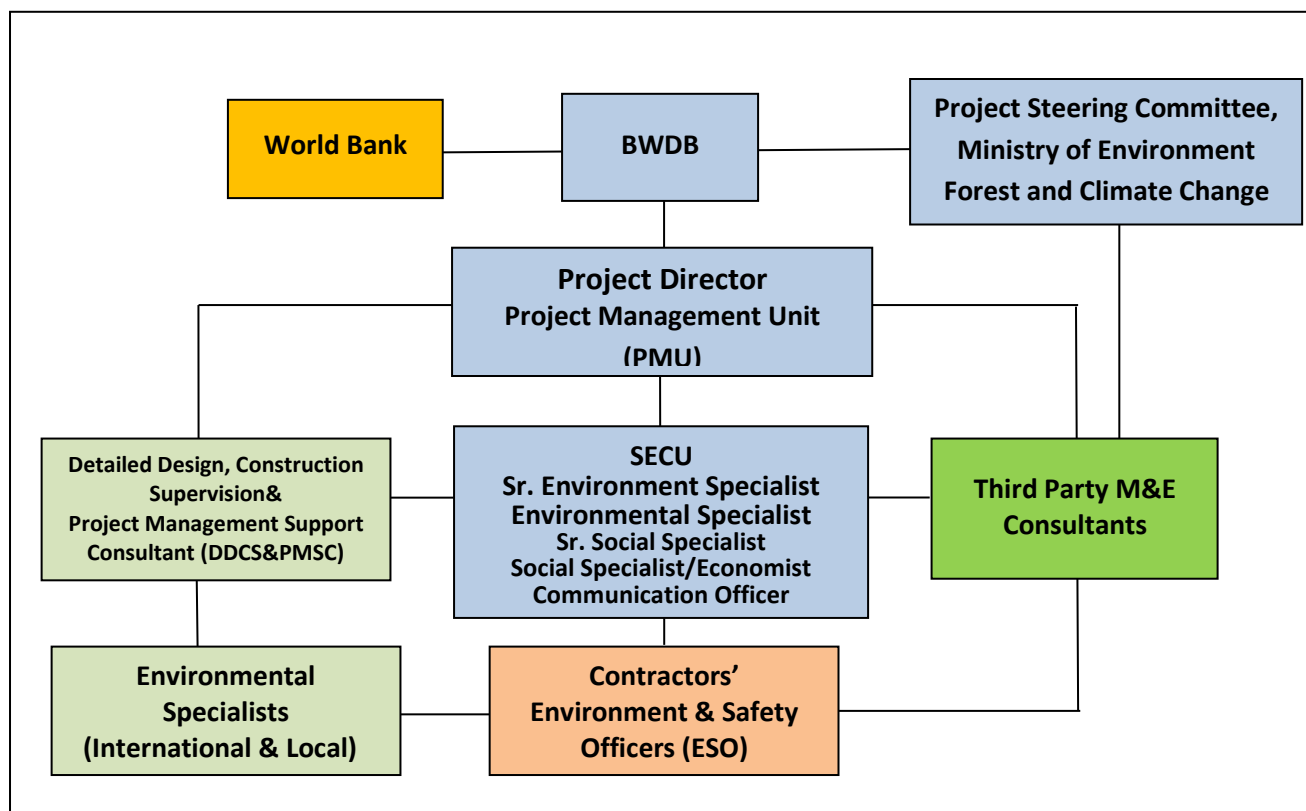 World Bank
BWDB
Project Steering Committee,
Ministry of Environment
Forest and Climate Change
Project Director
Project Management Unit
(PMU)
Detailed Design, Construction
Supervision&
Project Management Support
Consultant (DDCS&PMSC)
SECU
Sr. Environment Specialist
Environmental Specialist
Sr. Social Specialist
Social Specialist/Economist
Communication Officer
Third Party M&E
Consultants
Environmental
Specialists
(International & Local)
Contractors’
Environment & Safety
Officers (ESO)